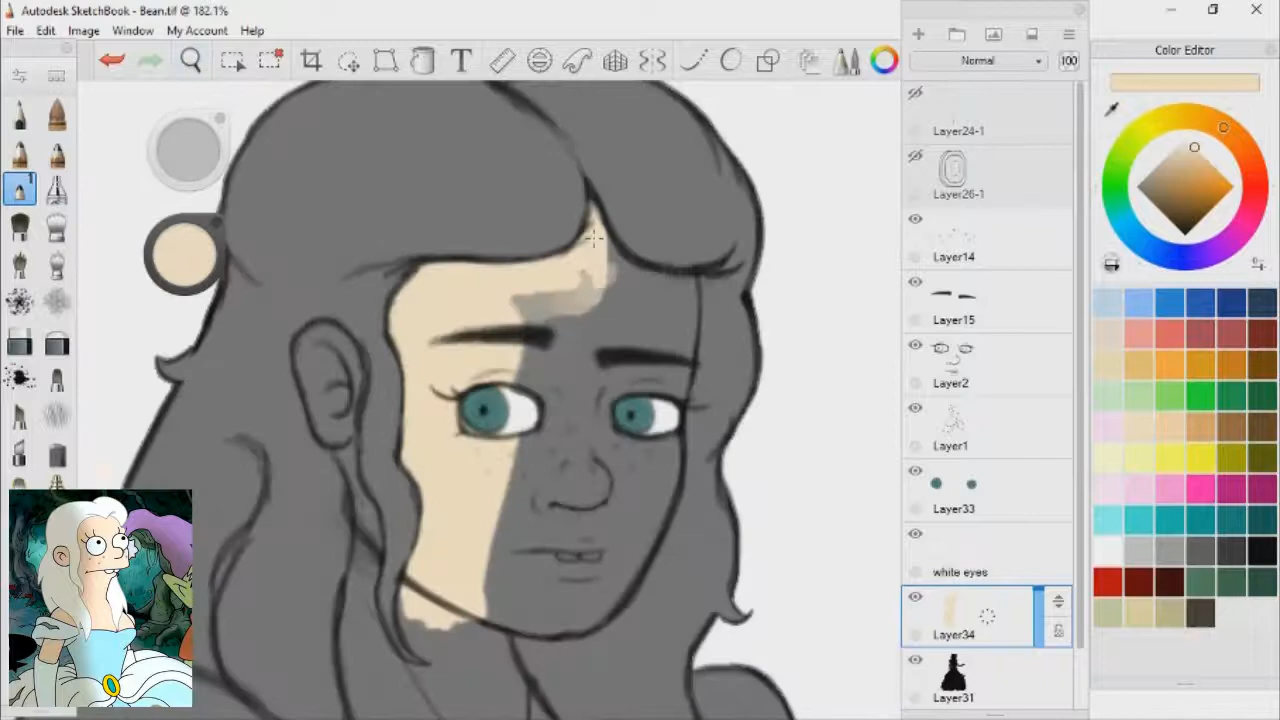 Autodesk SketchBook - Bean.tif @ 182.1%
File Edit Image Window My Account Help
Normal 100
Color Editor
Layer24-1
Layer26-1
Layer14
Layer15
Layer2
Layer1
Layer33
white eyes
Layer34
Layer31